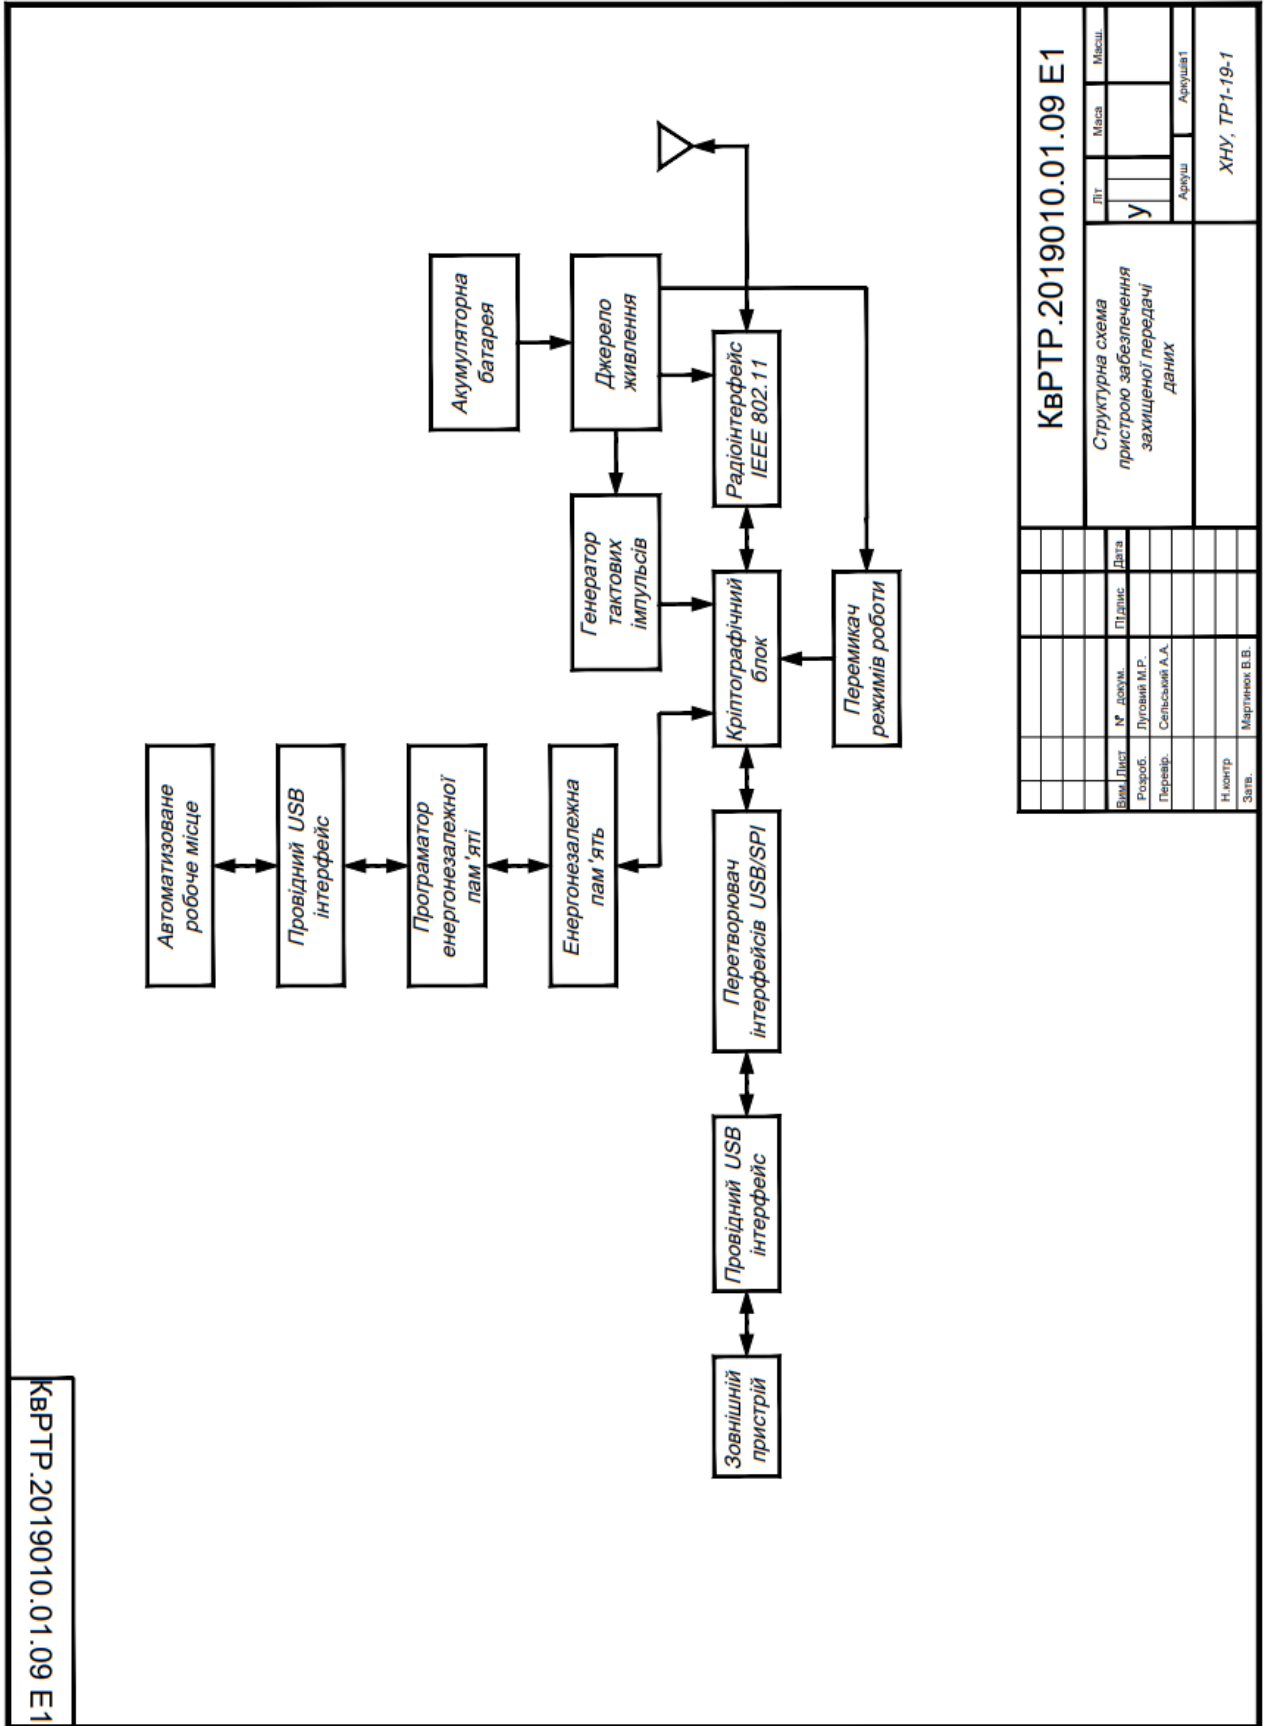 КвРТР.2019010.01.09 Е1
Автоматизоване
робоче місце
Провідний USB
інтерфейс
Програматор
енергонезалежної
пам'яті
Енергонезалежна
пам'ять
Акумуляторна
батарея
Джерело
живлення
Генератор
тактових
імпульсів
Зовнішній
пристрій
Провідний USB
інтерфейс
Перетворювач
інтерфейсів USB/SPI
Кріптографічний
блок
Радіоінтерфейс
IEEE 802.11
Перемикач
режимів роботи
КвРТР.2019010.01.09 Е1
Вим. Лист № докум. Підпис Дата
Розроб. Луговий М.Р.
Перевір. Сельський А.А.
Н.контр
Затв. Мартинюк В.В.
Структурна схема
пристрою забезпечення
захищеної передачі
даних
Літ Маса Масш.
У
Аркуш Аркушів1
ХНУ, ТР1-19-1